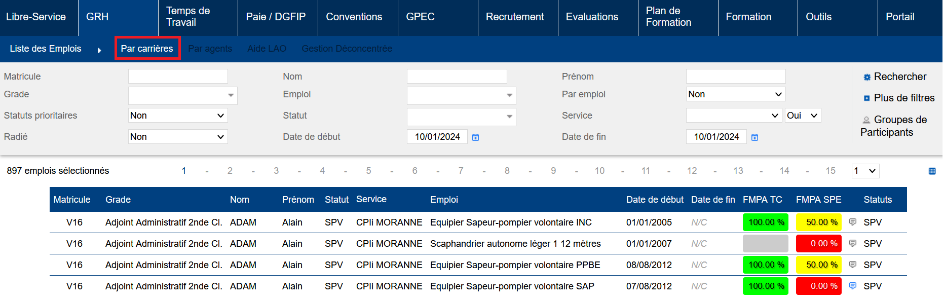 Libre-Service GRH Temps de Travail Paie / DGFIP Conventions GPEC Recrutement Evaluations Plan de Formation Formation Outils Portail
Liste des Emplois Par carrières Par agents Aide LAO Gestion Déconcentrée
Matricule Nom Prénom Rechercher
Grade Emploi Par emploi Non Plus de filtres
Statuts prioritaires Non Statut Service Oui Groupes de Participants
Radié Non Date de début 10/01/2024 Date de fin 10/01/2024
897 emplois sélectionnés 1 - 2 - 3 - 4 - 5 - 6 - 7 - 8 - 9 - 10 - 11 - 12 - 13 - 14 - 15 1
Matricule Grade Nom Prénom Statut Service Emploi Date de début Date de fin FMPA TC FMPA SPE Statuts
V16 Adjoint Administratif 2nde Cl. ADAM Alain SPV CPIi MORANNE Equipier Sapeur-pompier volontaire INC 01/01/2005 N/C 100.00 % 50.00 % SPV
V16 Adjoint Administratif 2nde Cl. ADAM Alain SPV CPIi MORANNE Scaphandrier autonome léger 1 12 mètres 01/01/2007 N/C 0.00 % SPV
V16 Adjoint Administratif 2nde Cl. ADAM Alain SPV CPIi MORANNE Equipier Sapeur-pompier volontaire PPBE 08/08/2012 N/C 100.00 % 50.00 % SPV
V16 Adjoint Administratif 2nde Cl. ADAM Alain SPV CPIi MORANNE Equipier Sapeur-pompier volontaire SAP 07/08/2012 N/C 100.00 % 0.00 % SPV